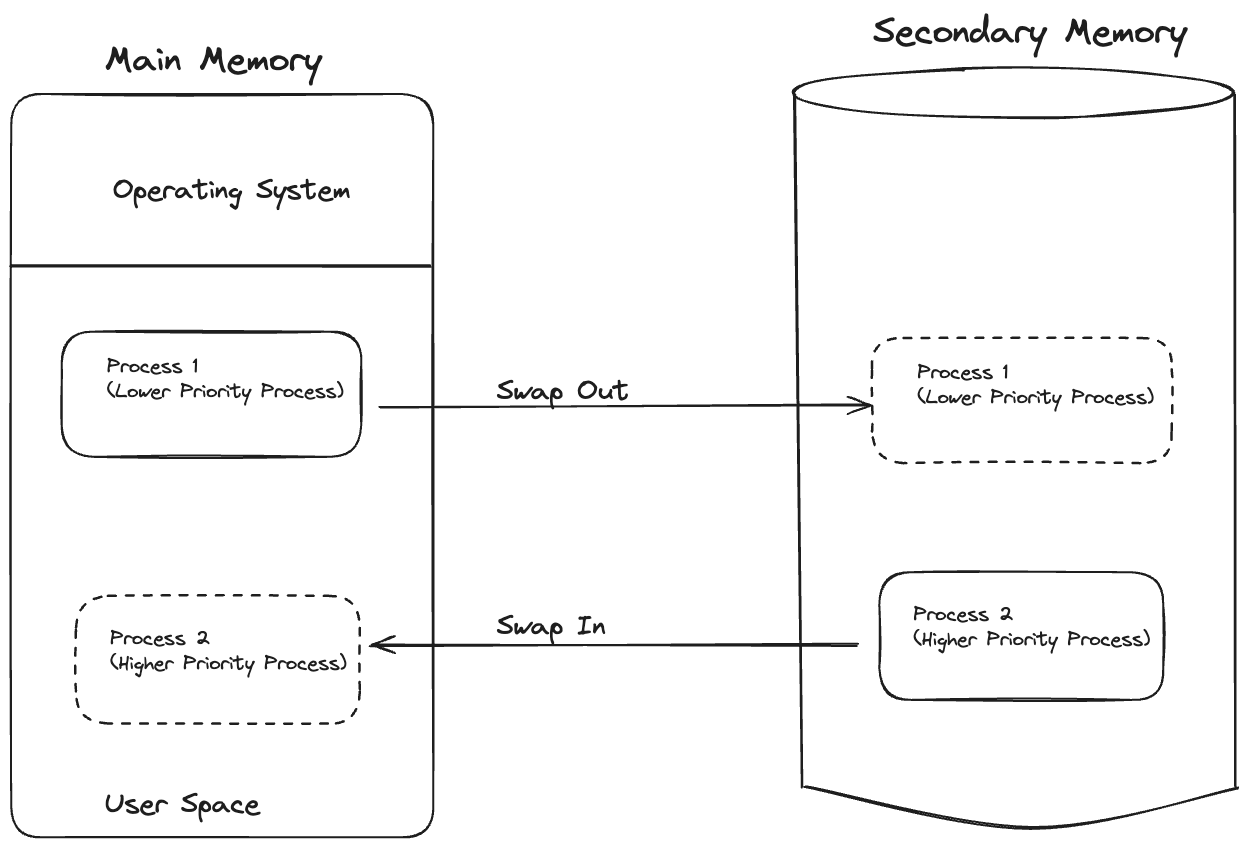 Main Memory
Secondary Memory
Operating System
Process 1
(Lower Priority Process)
Swap Out
Process 1
(Lower Priority Process)
Process 2
(Higher Priority Process)
Swap In
Process 2
(Higher Priority Process)
User Space